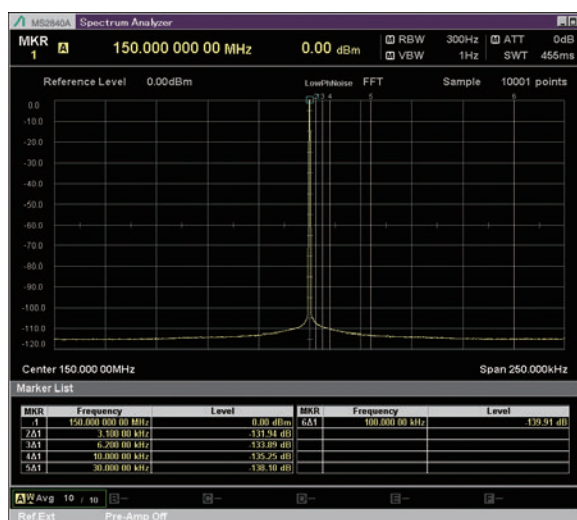 MS2840A Spectrum Analyzer
MKR 1 A 150.000 000 00 MHz 0.00 dBm M RBW 300Hz M ATT 0dB
M VBW 1Hz SWT 455ms
Reference Level 0.00dBm LowPhNoise FFT Sample 10001 points
2 3 4 5 6
0.0
-10.0
-20.0
-30.0
-40.0
-50.0
-60.0
-70.0
-80.0
-90.0
-100.0
-110.0
-120.0
Center 150.000 00MHz Span 250.000kHz
Marker List
MKR Frequency Level MKR Frequency Level
1 150.000 000 00 MHz 0.00 dBm 6Δ1 100.000 00 kHz -139.91 dB
2Δ1 3.100 00 kHz -131.94 dB
3Δ1 6.200 00 kHz -133.89 dB
4Δ1 10.000 00 kHz -135.25 dB
5Δ1 30.000 00 kHz -138.10 dB
A W Avg 10 / 10 B-- C-- D-- E-- F--
Ref.Ext Pre-Amp Off